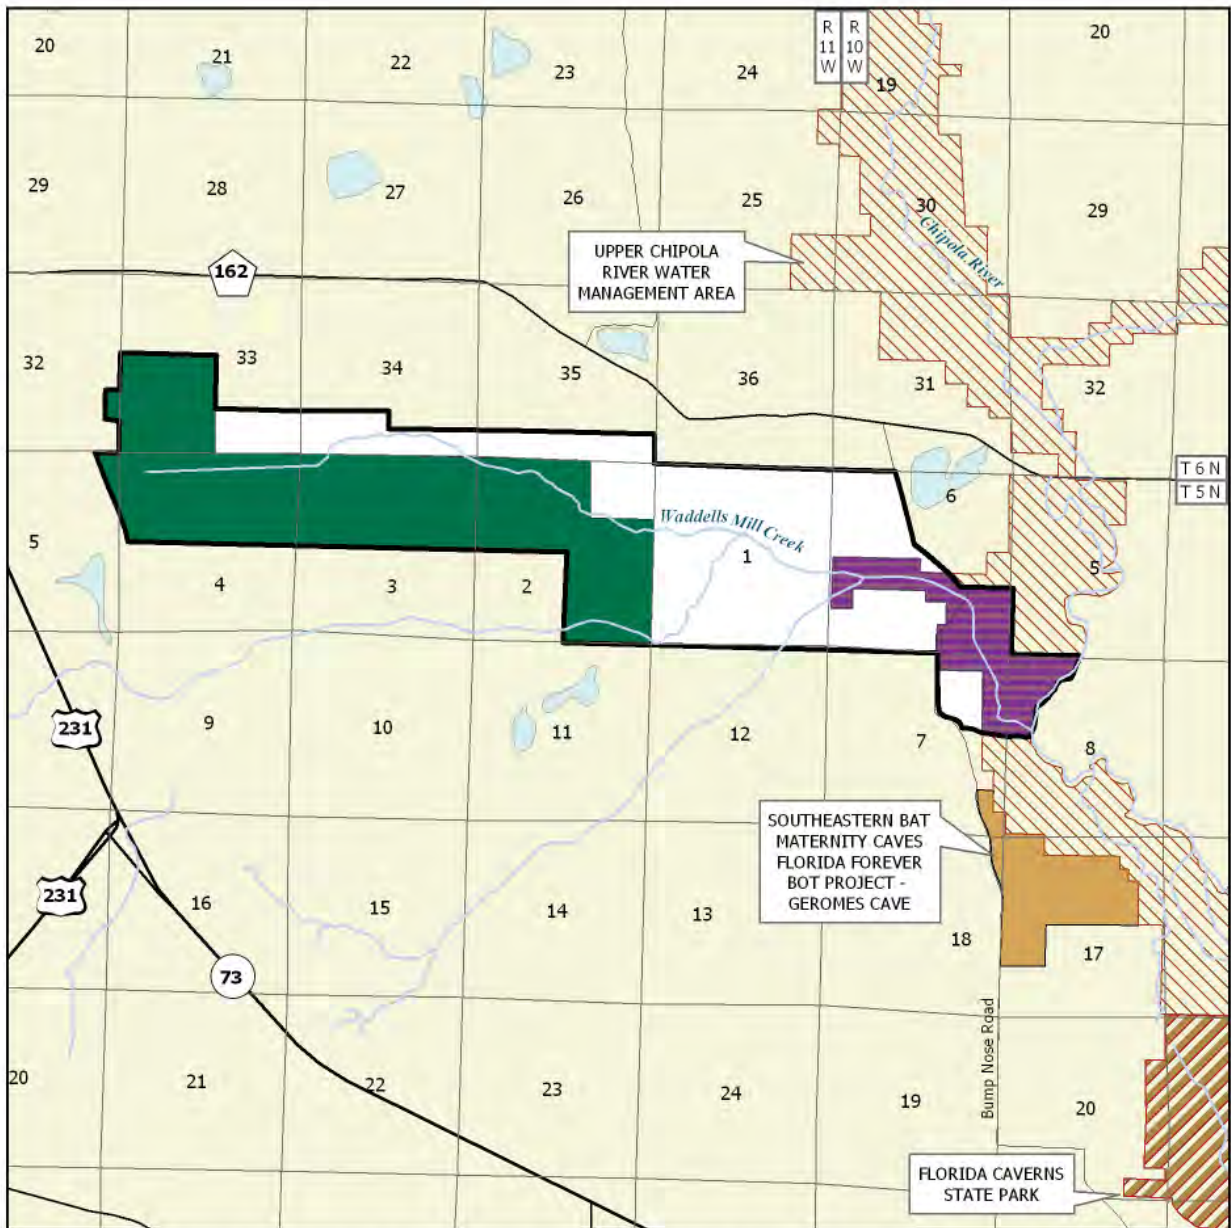 20
21
22
23
24
R
11
W
R
10
W
19
20
29
28
27
26
25
30
29
Chipola River
UPPER CHIPOLA
RIVER WATER
MANAGEMENT AREA
162
32
33
34
35
36
31
32
T 6 N
T 5 N
6
5
4
3
2
Waddells Mill Creek
1
5
231
9
10
11
12
7
8
SOUTHEASTERN BAT
MATERNITY CAVES
FLORIDA FOREVER
BOT PROJECT -
GEROMES CAVE
231
16
15
14
13
18
17
73
Bump Nose Road
20
21
22
23
24
19
20
FLORIDA CAVERNS
STATE PARK